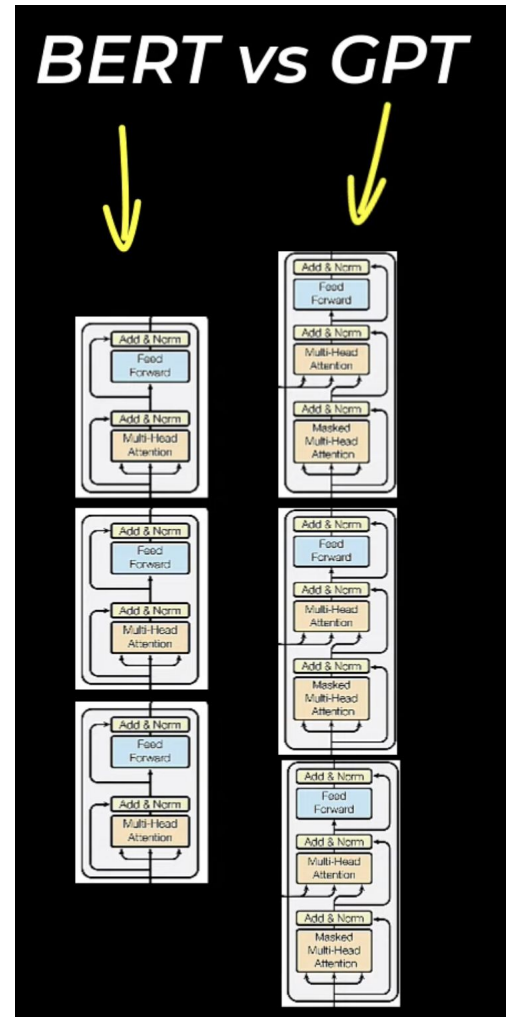 BERT vs GPT
Add & Norm
Feed
Forward
Add & Norm
Multi-Head
Attention
Add & Norm
Feed
Forward
Add & Norm
Multi-Head
Attention
Add & Norm
Feed
Forward
Add & Norm
Multi-Head
Attention
Add & Norm
Feed
Forward
Add & Norm
Multi-Head
Attention
Add & Norm
Masked
Multi-Head
Attention
Add & Norm
Feed
Forward
Add & Norm
Multi-Head
Attention
Add & Norm
Masked
Multi-Head
Attention
Add & Norm
Feed
Forward
Add & Norm
Multi-Head
Attention
Add & Norm
Masked
Multi-Head
Attention